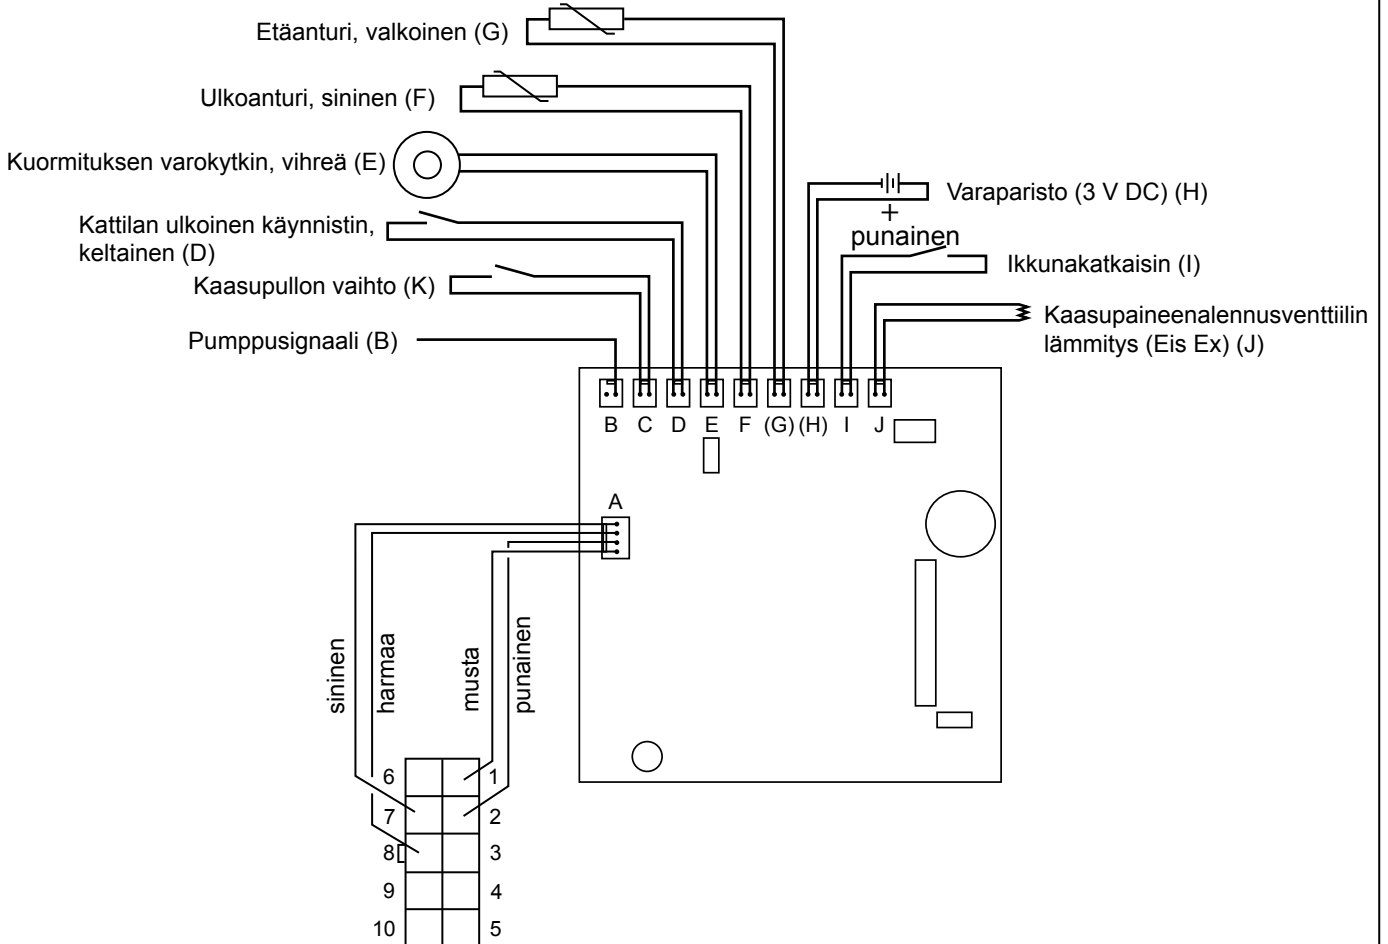 Etäanturi, valkoinen (G)
Ulkoanturi, sininen (F)
Kuormituksen varokytkin, vihreä (E)
Kattilan ulkoinen käynnistin,
keltainen (D)
Kaasupullon vaihto (K)
Pumppusignaali (B)
Varaparisto (3 V DC) (H)
+
punainen
Ikkunakatkaisin (I)
Kaasupaineenalennusventtiilin
lämmitys (Eis Ex) (J)
B C D E F (G) (H) I J
A
sininen
harmaa
musta
punainen
6 1
7 2
8 3
9 4
10 5